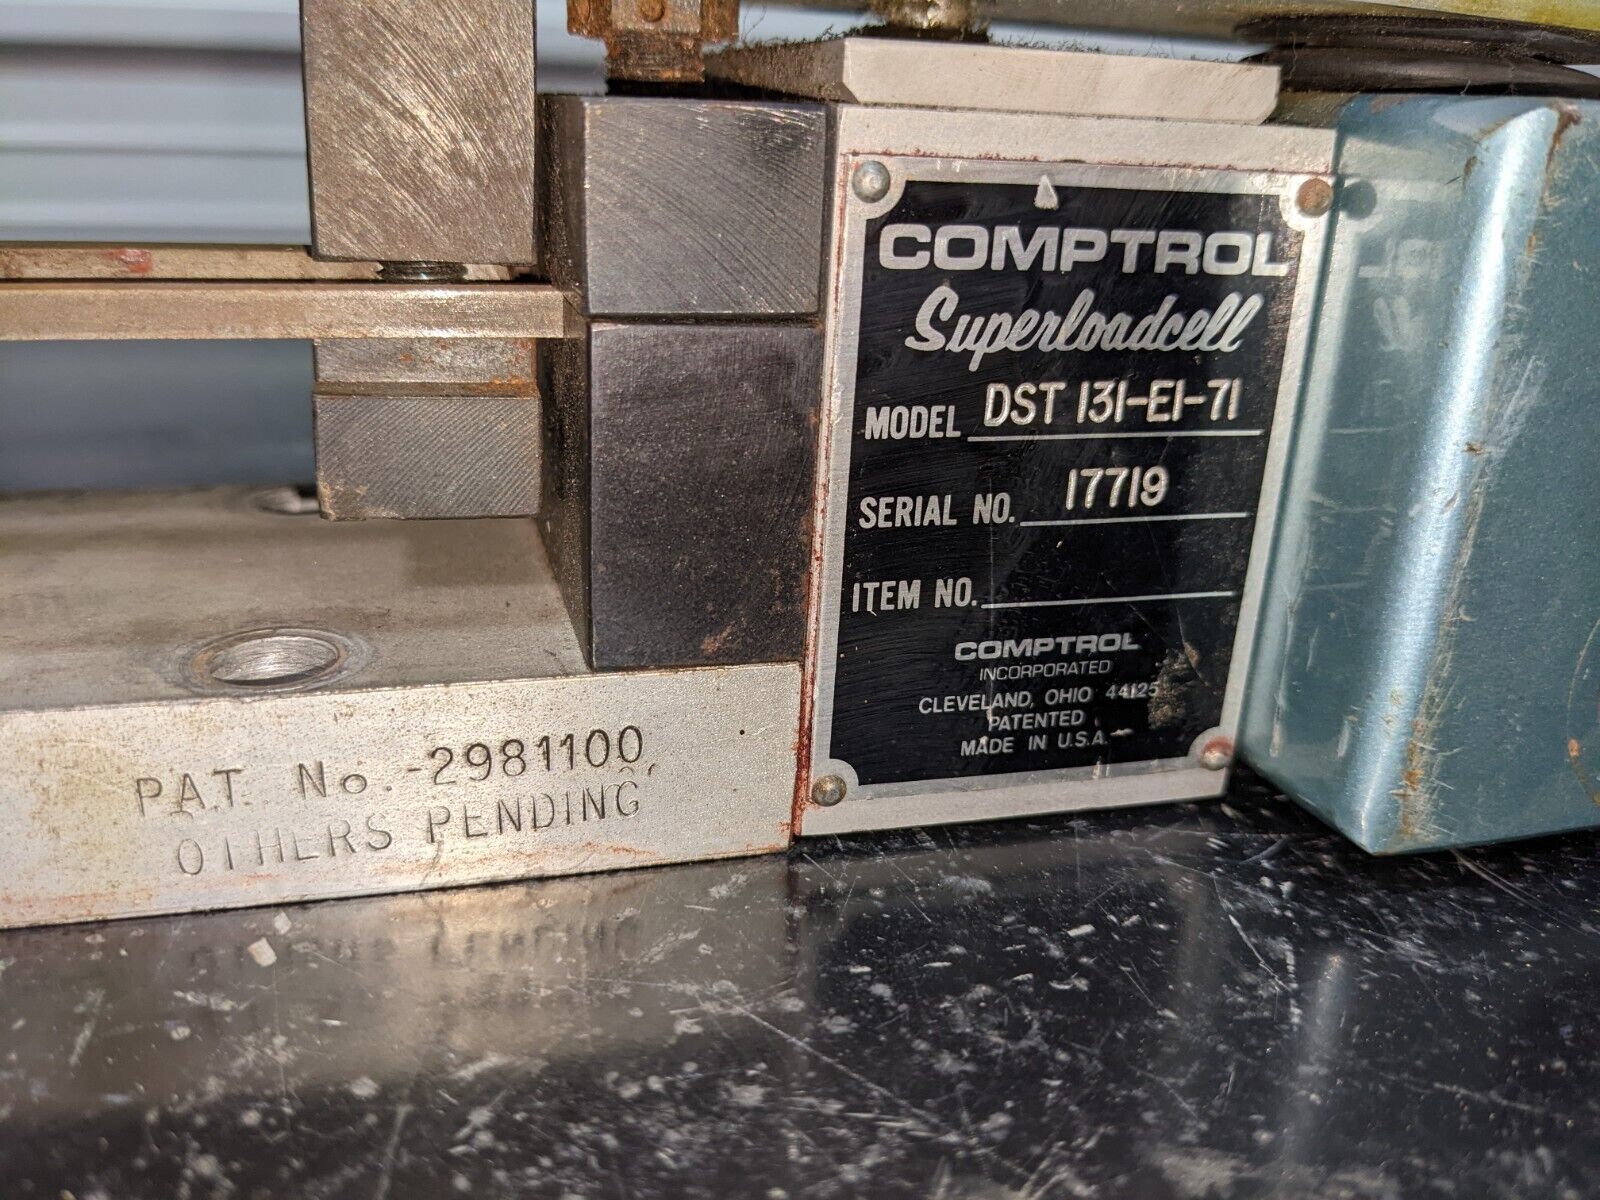 COMPTROL
Superloadcell
MODEL DST 131-E1-71
SERIAL NO. 17719
ITEM NO.
COMPTROL
INCORPORATED
CLEVELAND, OHIO 44125
PATENTED
MADE IN U.S.A.
PAT. No. -2981100
OTHERS PENDING